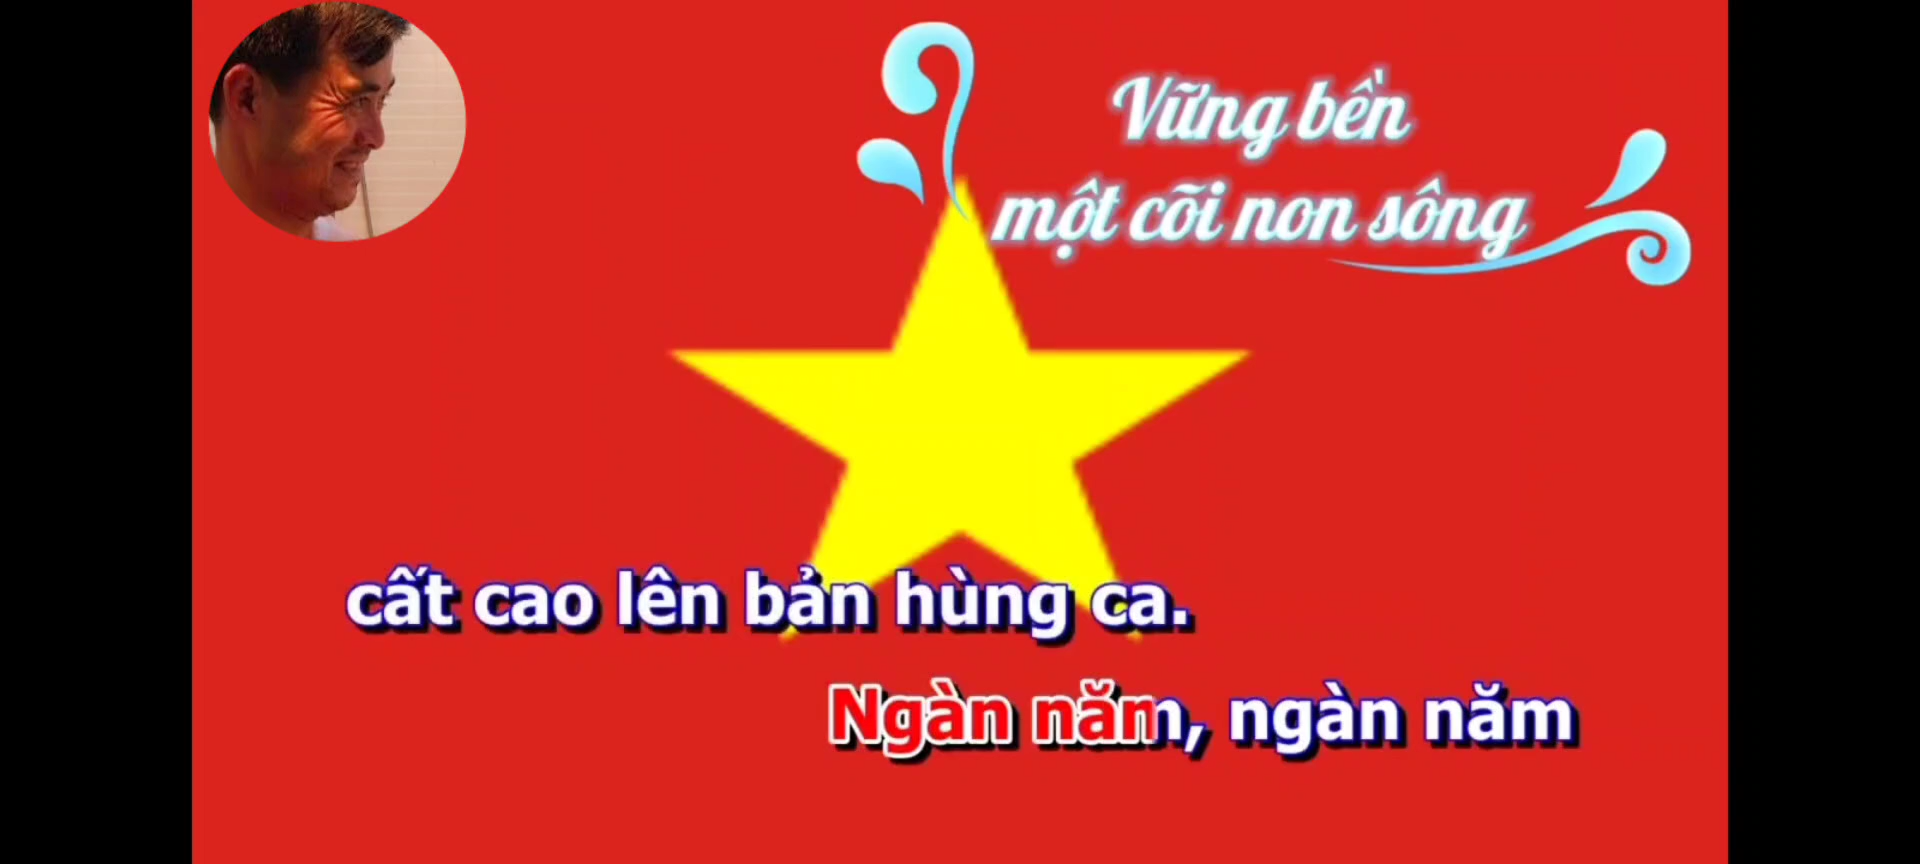 Vững bền
một cõi non sông
cất cao lên bản hùng ca.
Ngàn năm, ngàn năm